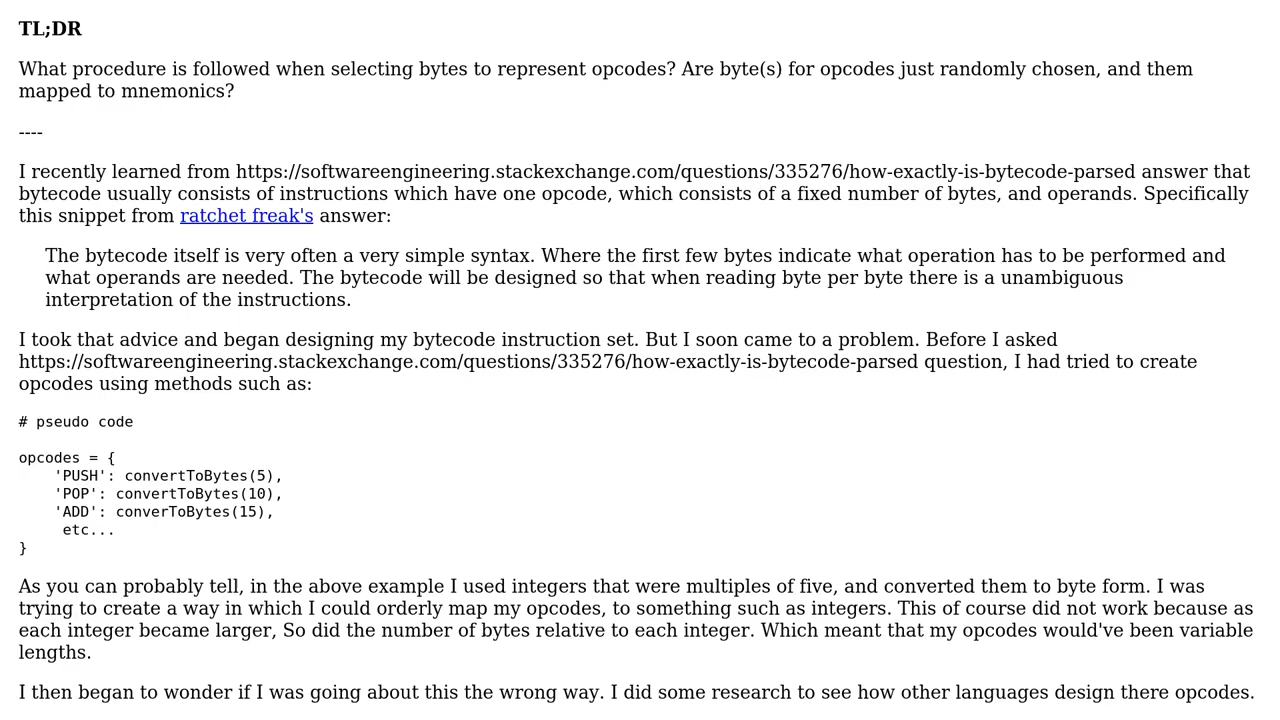 TL;DR
What procedure is followed when selecting bytes to represent opcodes? Are byte(s) for opcodes just randomly chosen, and them
mapped to mnemonics?
----
I recently learned from https://softwareengineering.stackexchange.com/questions/335276/how-exactly-is-bytecode-parsed answer that
bytecode usually consists of instructions which have one opcode, which consists of a fixed number of bytes, and operands. Specifically
this snippet from ratchet freak's answer:
The bytecode itself is very often a very simple syntax. Where the first few bytes indicate what operation has to be performed and
what operands are needed. The bytecode will be designed so that when reading byte per byte there is a unambiguous
interpretation of the instructions.
I took that advice and began designing my bytecode instruction set. But I soon came to a problem. Before I asked
https://softwareengineering.stackexchange.com/questions/335276/how-exactly-is-bytecode-parsed question, I had tried to create
opcodes using methods such as:
# pseudo code
opcodes = {
    'PUSH': convertToBytes(5),
    'POP': convertToBytes(10),
    'ADD': converToBytes(15),
     etc...
}
As you can probably tell, in the above example I used integers that were multiples of five, and converted them to byte form. I was
trying to create a way in which I could orderly map my opcodes, to something such as integers. This of course did not work because as
each integer became larger, So did the number of bytes relative to each integer. Which meant that my opcodes would've been variable
lengths.
I then began to wonder if I was going about this the wrong way. I did some research to see how other languages design there opcodes.